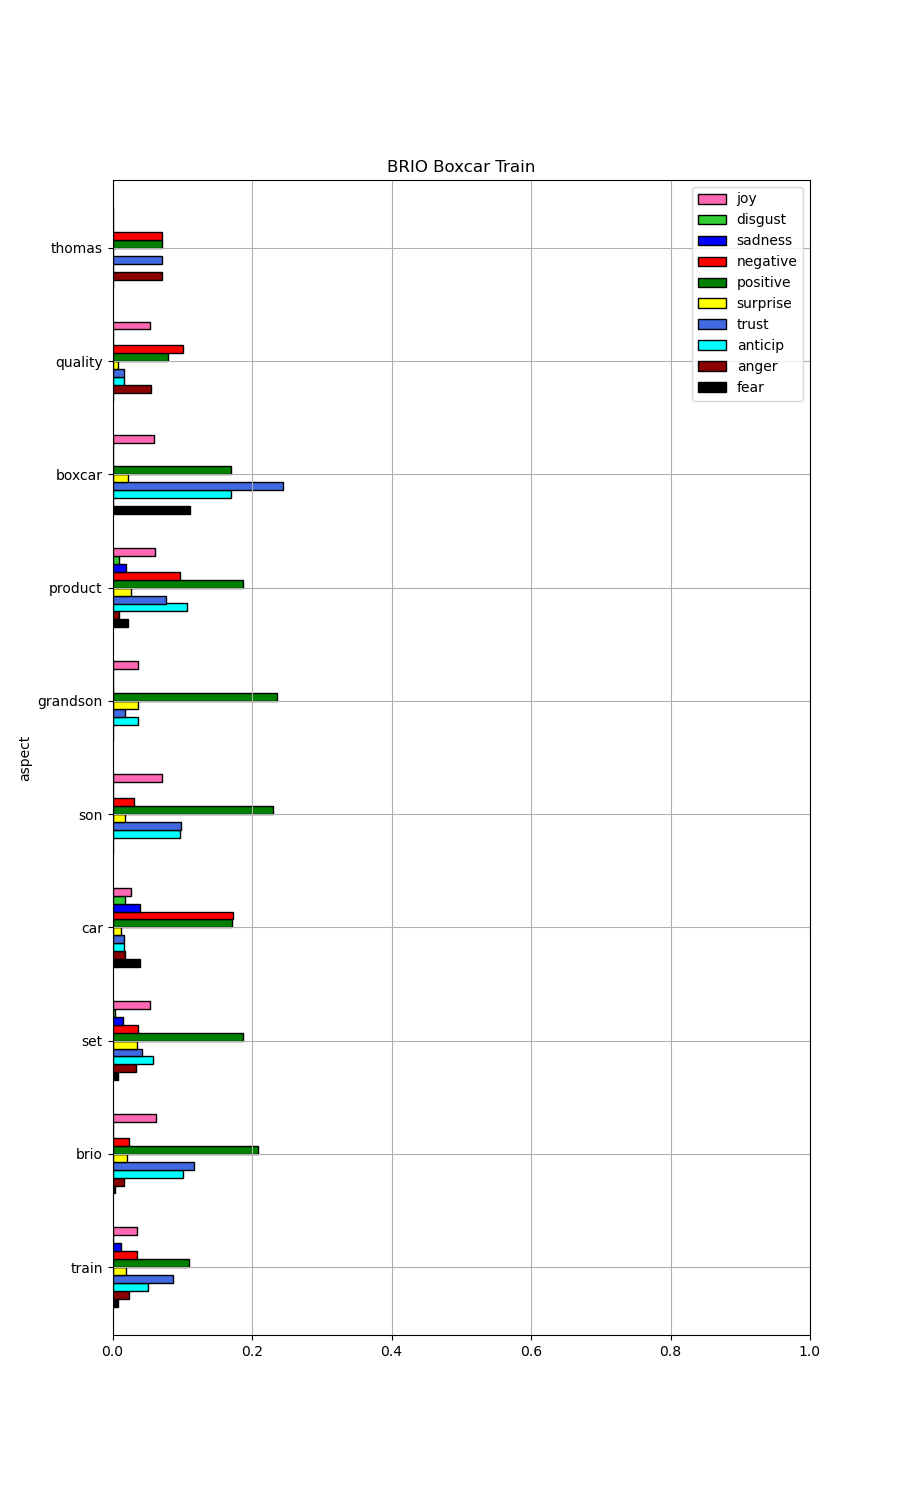 BRIO Boxcar Train
joy
disgust
sadness
negative
positive
surprise
trust
anticip
anger
fear
thomas
quality
boxcar
product
grandson
son
car
set
brio
train
aspect
0.0 0.2 0.4 0.6 0.8 1.0